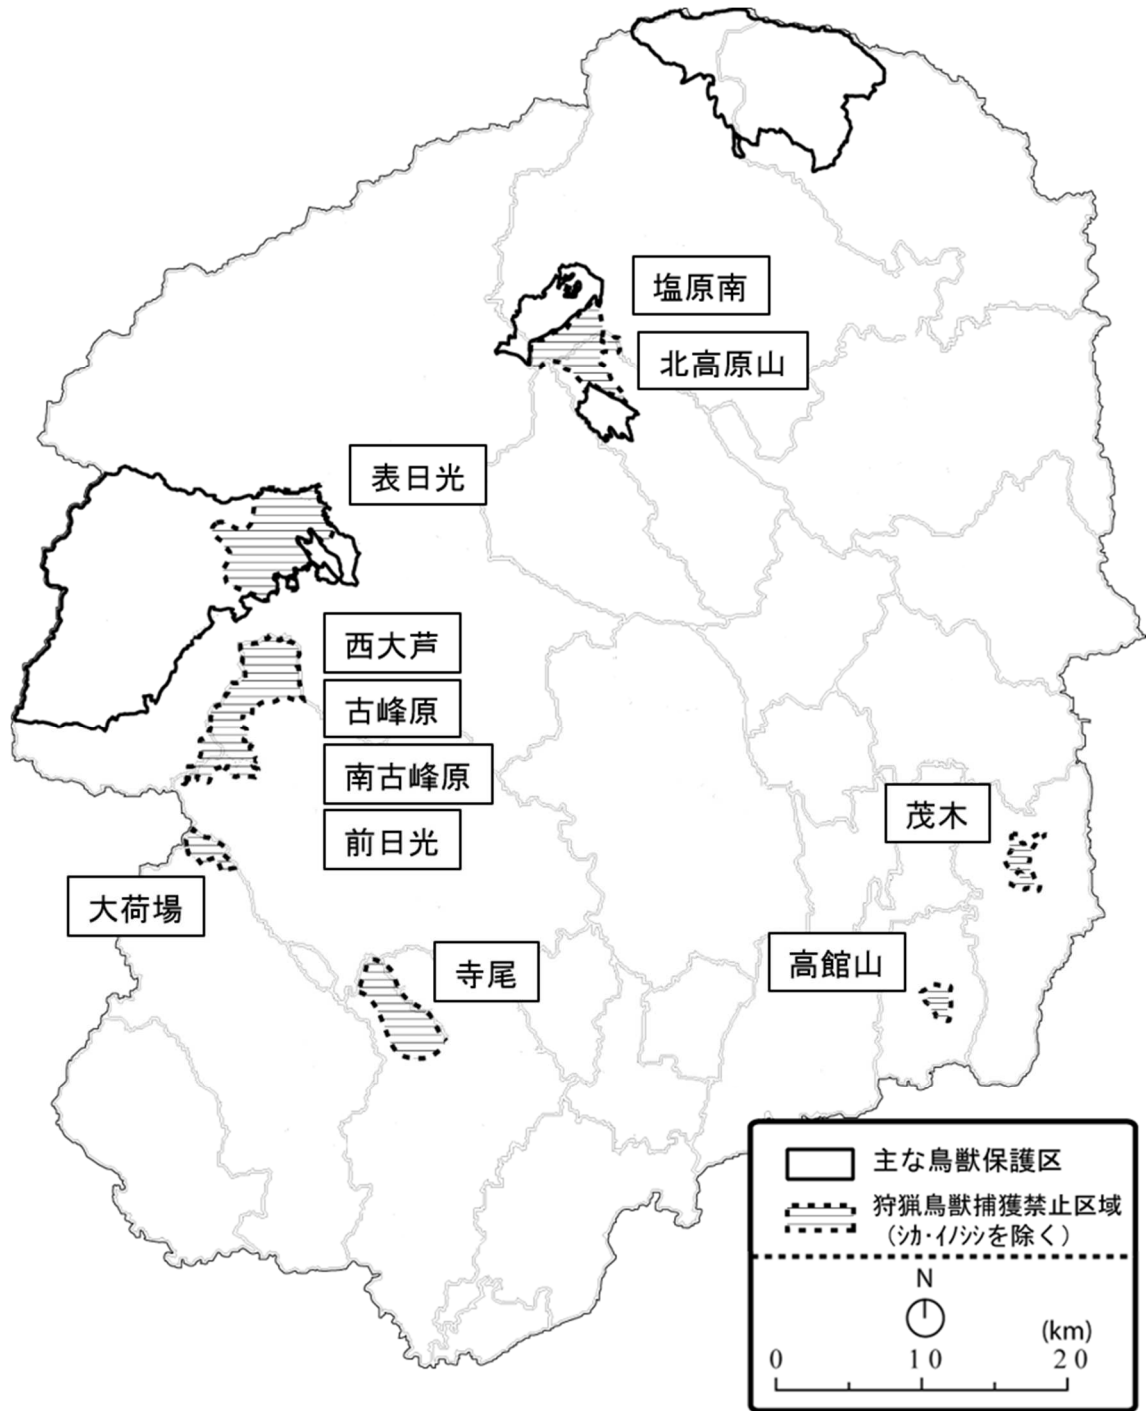 塩原南
北高原山
表日光
西大芦
古峰原
南古峰原
前日光
茂木
大荷場
高館山
寺尾
主な鳥獣保護区
狩猟鳥獣捕獲禁止区域
（シカ・イノシシを除く）
N
(km)
0 10 20